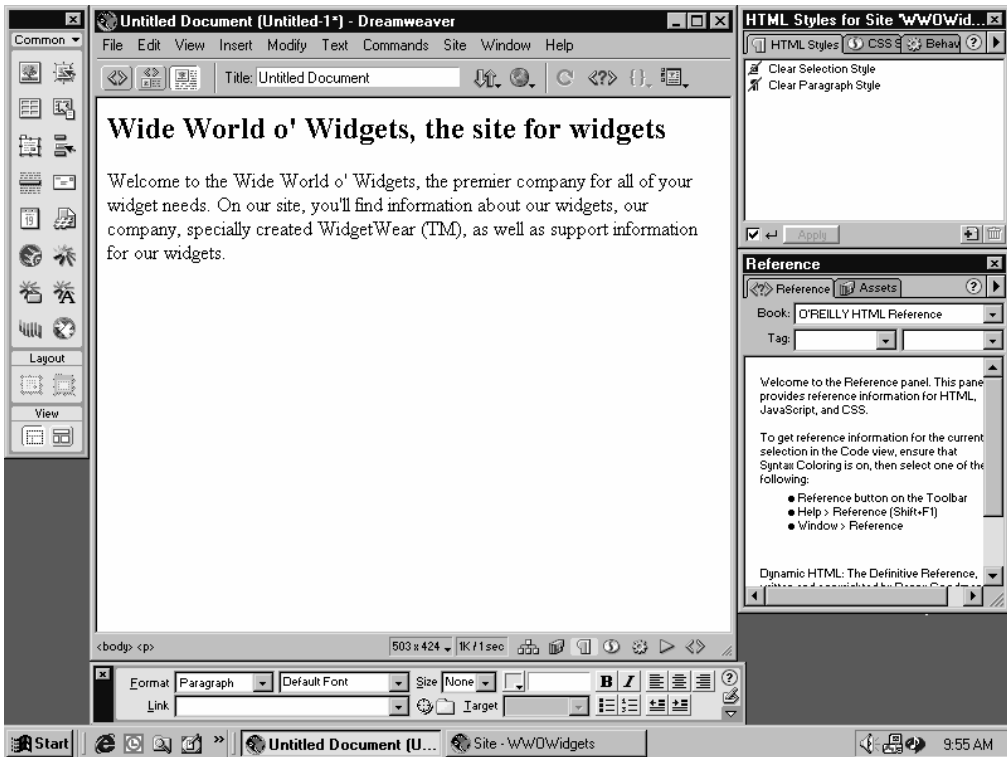 Common
Untitled Document (Untitled-1*) - Dreamweaver
File Edit View Insert Modify Text Commands Site Window Help
Title: Untitled Document
Wide World o' Widgets, the site for widgets
Welcome to the Wide World o' Widgets, the premier company for all of your
widget needs. On our site, you'll find information about our widgets, our
company, specially created WidgetWear (TM), as well as support information
for our widgets.
Layout
View
<body> <p>
503 x 424 1K / 1 sec
HTML Styles for Site 'WWOWid...
HTML Styles CSS S Behav
Clear Selection Style
Clear Paragraph Style
Apply
Reference
Reference Assets
Book: O'REILLY HTML Reference
Tag:
Welcome to the Reference panel. This pane
provides reference information for HTML,
JavaScript, and CSS.
To get reference information for the current
selection in the Code view, ensure that
Syntax Coloring is on, then select one of the
following:
● Reference button on the Toolbar
● Help > Reference (Shift+F1)
● Window > Reference
Dynamic HTML: The Definitive Reference,
Format Paragraph Default Font Size None B I
Link Target
Start Untitled Document (U... Site - WWOWidgets 9:55 AM